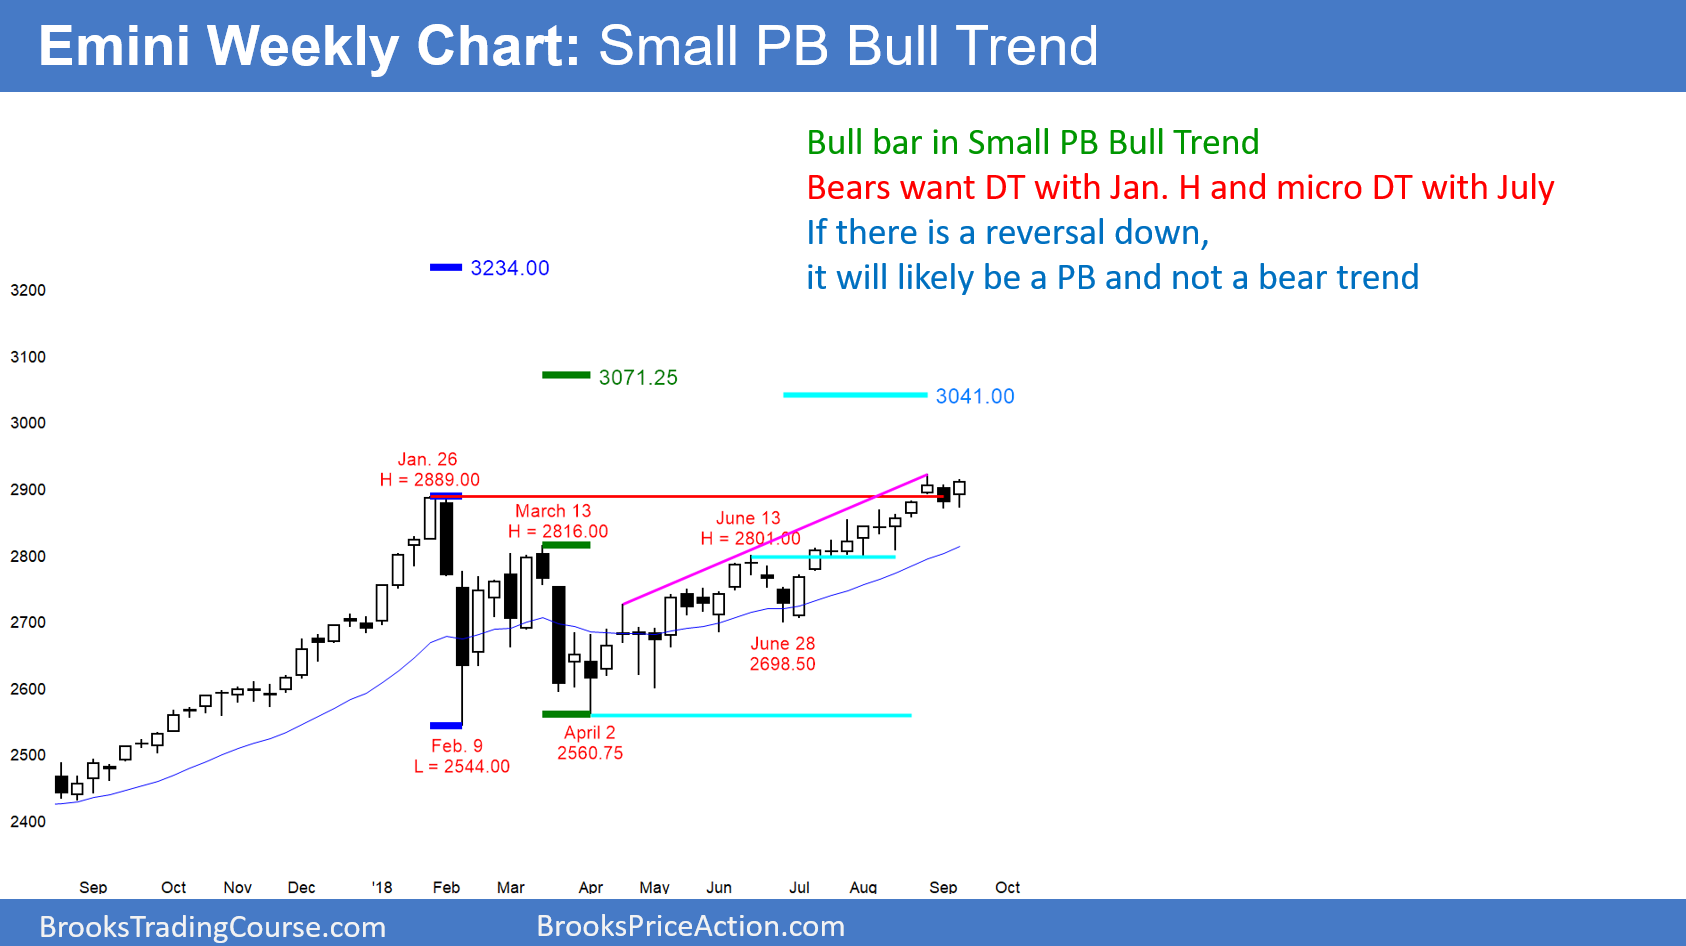 Emini Weekly Chart: Small PB Bull Trend
Bull bar in Small PB Bull Trend
Bears want DT with Jan. H and micro DT with July
If there is a reversal down,
it will likely be a PB and not a bear trend
3234.00
3200
3100
3071.25
3041.00
3000
Jan. 26
H = 2889.00
2900
March 13
H = 2816.00
June 13
H = 2801.00
2800
2700
June 28
2698.50
2600
April 2
2560.75
Feb. 9
L = 2544.00
2500
2400
Sep Oct Nov Dec '18 Feb Mar Apr May Jun Jul Aug Sep Oct
BrooksTradingCourse.com
BrooksPriceAction.com